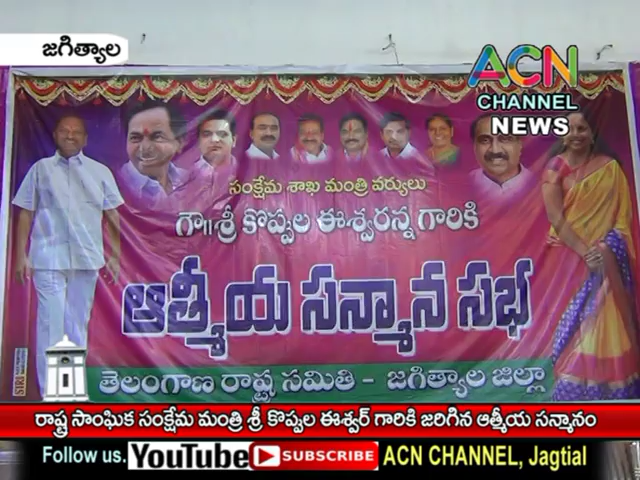 జగిత్యాల
ACN
CHANNEL
NEWS
సంక్షేమ శాఖ మంత్రి వర్యులు
గౌ॥శ్రీ కొప్పుల ఈశ్వరన్న గారికి
ఆత్మీయ సన్మాన సభ
తెలంగాణ రాష్ట్ర సమితి - జగిత్యాల జిల్లా
రాష్ట్ర సాంఘిక సంక్షేమ మంత్రి శ్రీ కొప్పుల ఈశ్వర్ గారికి జరిగిన ఆత్మీయ సన్మానం
Follow us. YouTube SUBSCRIBE ACN CHANNEL, Jagtial